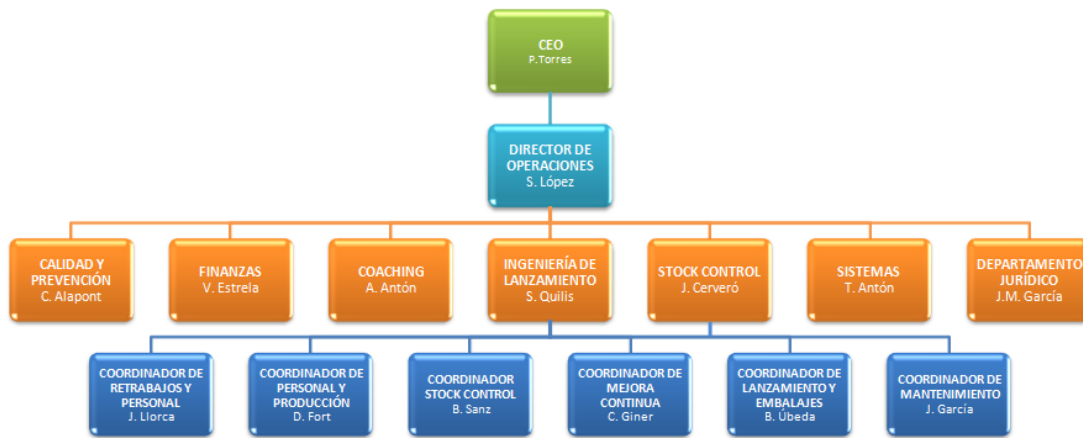 CEO
P.Torres
DIRECTOR DE
OPERACIONES
S. López
CALIDAD Y
PREVENCIÓN
C. Alapont
FINANZAS
V. Estrela
COACHING
A. Antón
INGENIERÍA DE
LANZAMIENTO
S. Quilis
STOCK CONTROL
J. Cerveró
SISTEMAS
T. Antón
DEPARTAMENTO
JURÍDICO
J.M. García
COORDINADOR DE
RETRABAJOS Y
PERSONAL
J. Llorca
COORDINADOR DE
PERSONAL Y
PRODUCCIÓN
D. Fort
COORDINADOR
STOCK CONTROL
B. Sanz
COORDINADOR DE
MEJORA
CONTINUA
C. Giner
COORDINADOR DE
LANZAMIENTO Y
EMBALAJES
B. Úbeda
COORDINADOR DE
MANTENIMIENTO
J. García